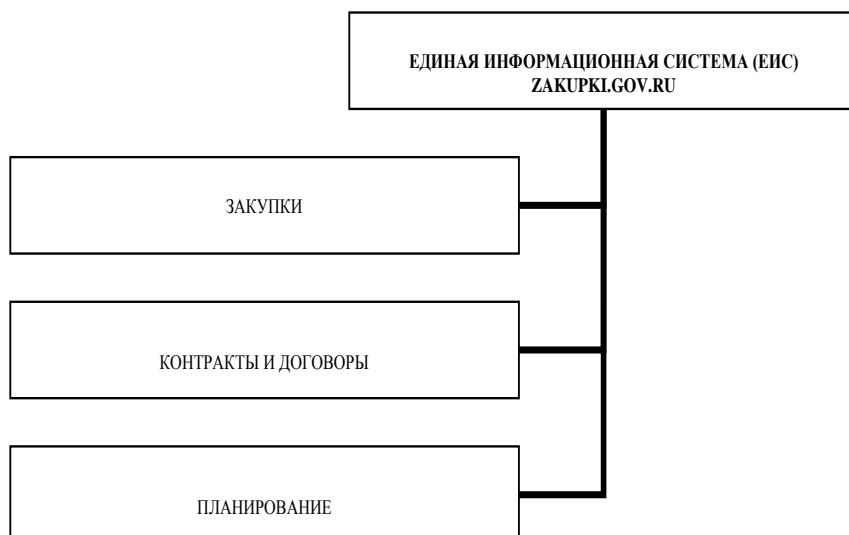 ЕДИНАЯ ИНФОРМАЦИОННАЯ СИСТЕМА (ЕИС)
ZAKUPKI.GOV.RU
ЗАКУПКИ
КОНТРАКТЫ И ДОГОВОРЫ
ПЛАНИРОВАНИЕ